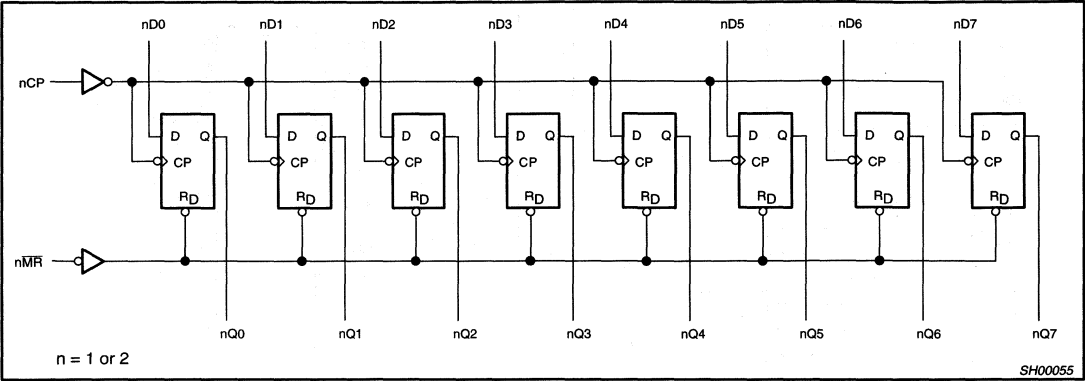 nD0 nD1 nD2 nD3 nD4 nD5 nD6 nD7
nCP
D Q D Q D Q D Q D Q D Q D Q D Q
CP CP CP CP CP CP CP CP
RD RD RD RD RD RD RD RD
nM̅R̅
nQ0 nQ1 nQ2 nQ3 nQ4 nQ5 nQ6 nQ7
n = 1 or 2
SH00055